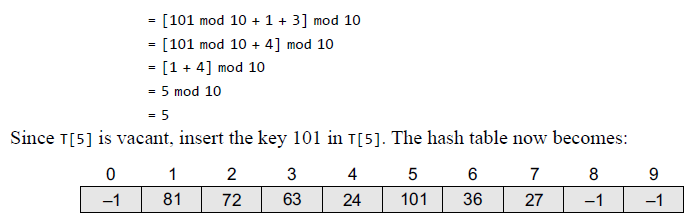 = [101 mod 10 + 1 + 3] mod 10
= [101 mod 10 + 4] mod 10
= [1 + 4] mod 10
= 5 mod 10
= 5
Since T[5] is vacant, insert the key 101 in T[5]. The hash table now becomes:
0 1 2 3 4 5 6 7 8 9
–1 81 72 63 24 101 36 27 –1 –1